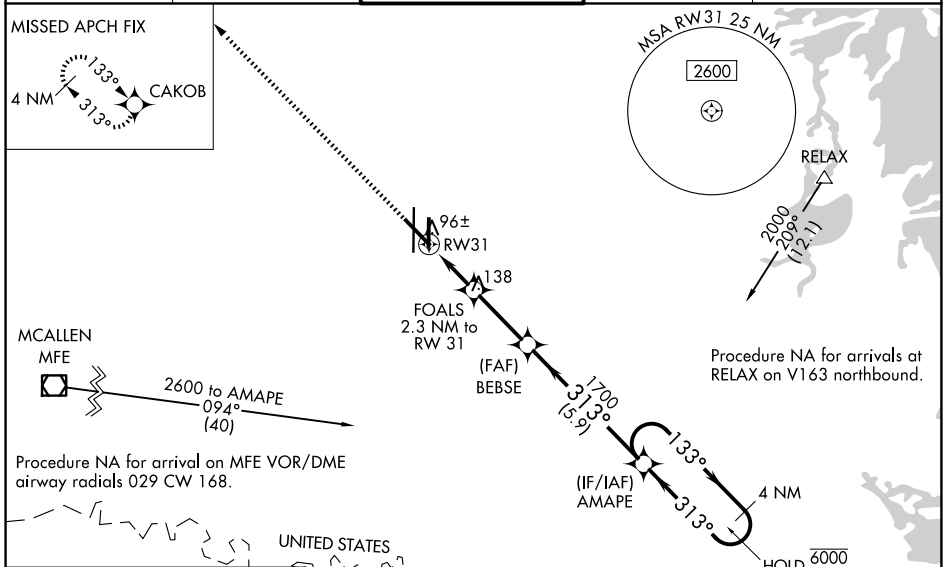 MISSED APCH FIX
133°
CAKOB
4 NM
313°
MSA RW31 25 NM
2600
RELAX
2000
209°
(12.1)
96±
RW31
138
FOALS
2.3 NM to
RW 31
MCALLEN
MFE
(FAF)
BEBSE
2600 to AMAPE
094°
(40)
1700
313°
(5.9)
Procedure NA for arrivals at
RELAX on V163 northbound.
Procedure NA for arrival on MFE VOR/DME
airway radials 029 CW 168.
133°
(IF/IAF)
AMAPE
4 NM
313°
UNITED STATES
HOLD 6000